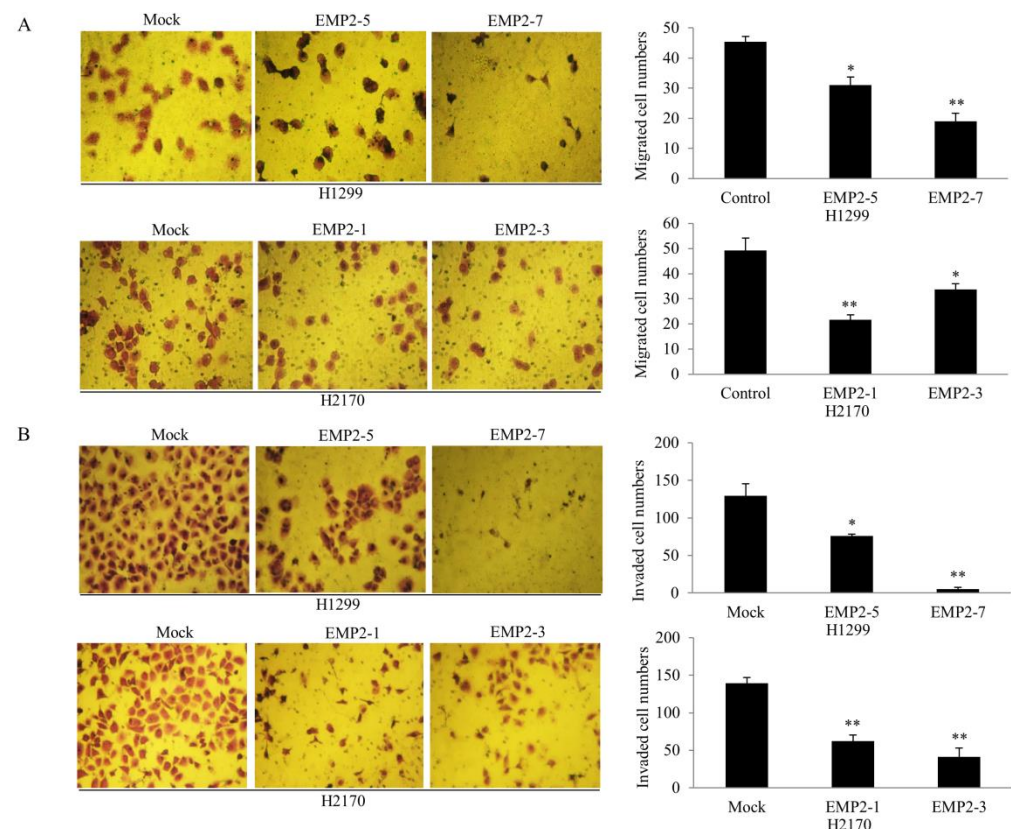 A
Mock EMP2-5 EMP2-7
H1299
Migrated cell numbers
50
40
30
20
10
0
* **
Control EMP2-5 EMP2-7
H1299
Mock EMP2-1 EMP2-3
H2170
Migrated cell numbers
60
50
40
30
20
10
0
** *
Control EMP2-1 EMP2-3
H2170
B
Mock EMP2-5 EMP2-7
H1299
Invaded cell numbers
200
150
100
50
0
* **
Mock EMP2-5 EMP2-7
H1299
Mock EMP2-1 EMP2-3
H2170
Invaded cell numbers
200
150
100
50
0
** **
Mock EMP2-1 EMP2-3
H2170